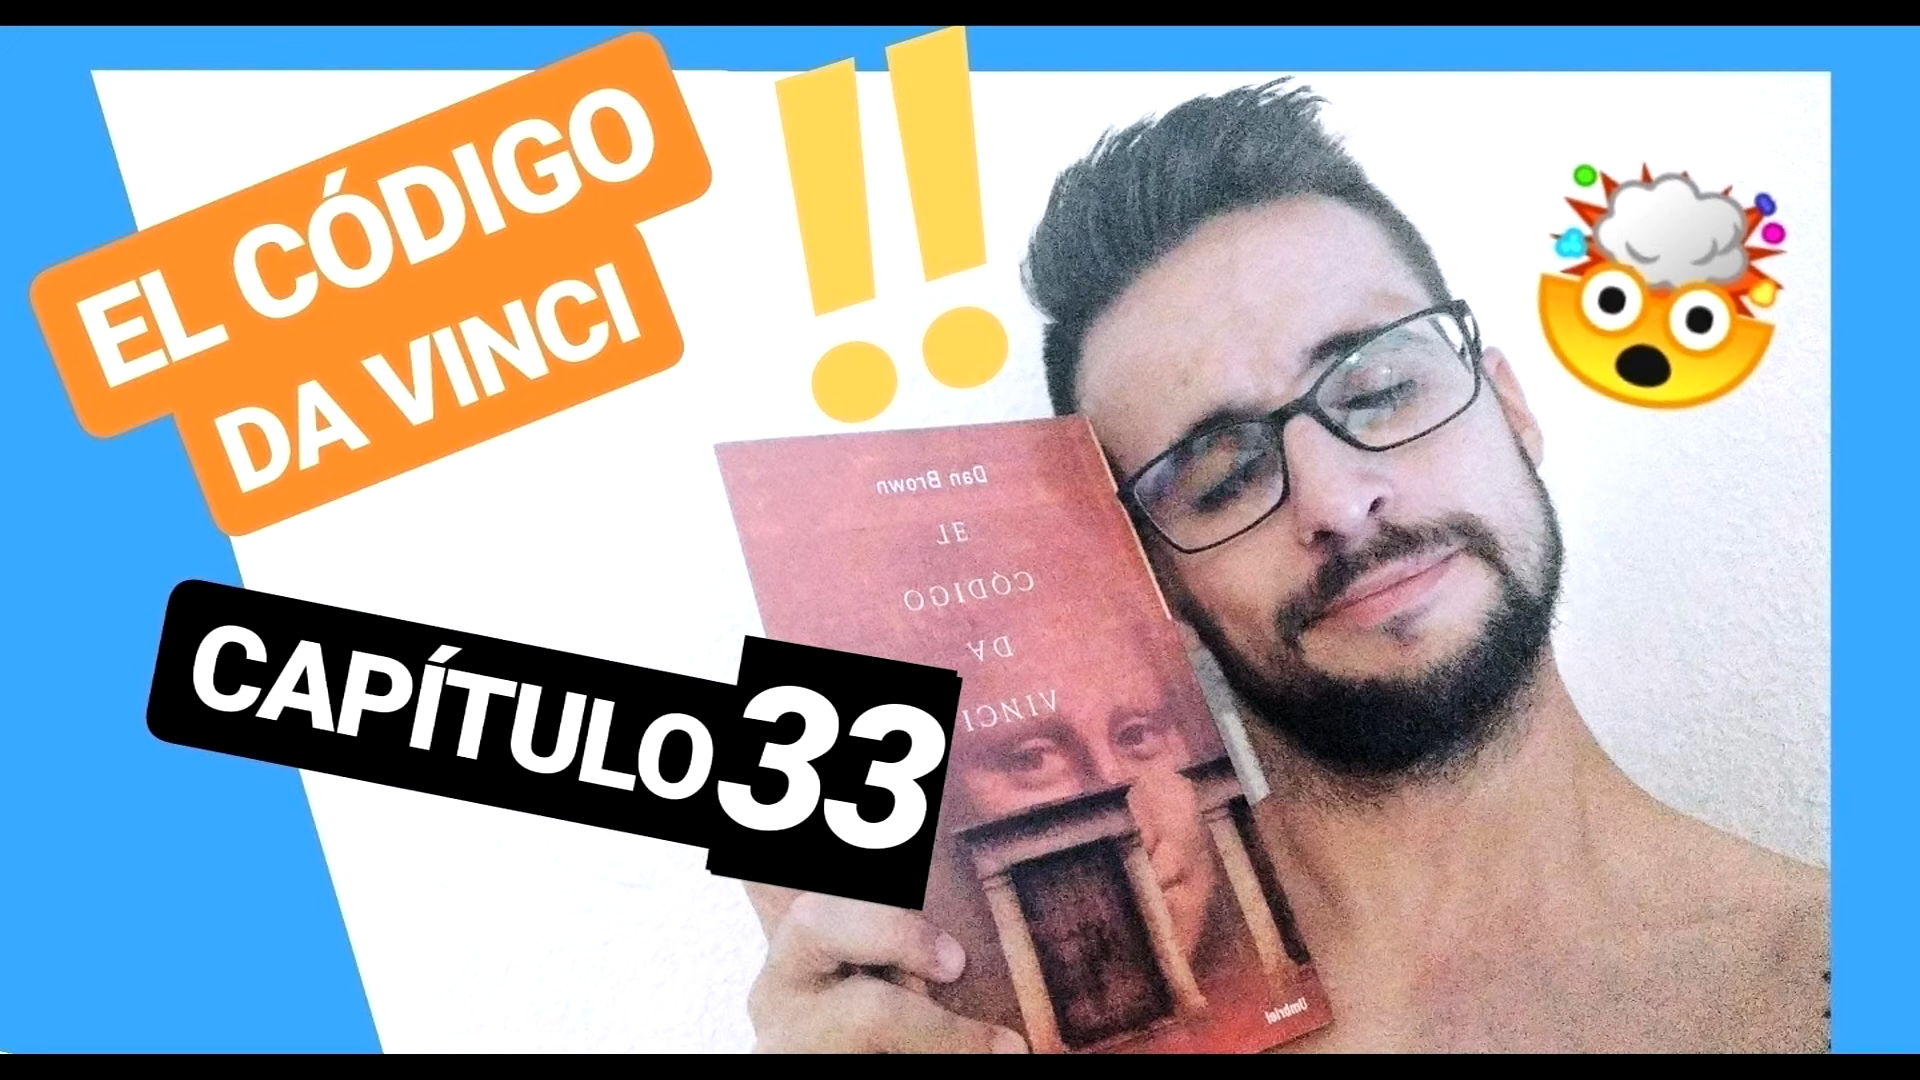 EL CÓDIGO
DA VINCI
!!
CAPÍTULO 33
Dan Brown
EL
CÓDIGO
DA
VINCI
Umbriel